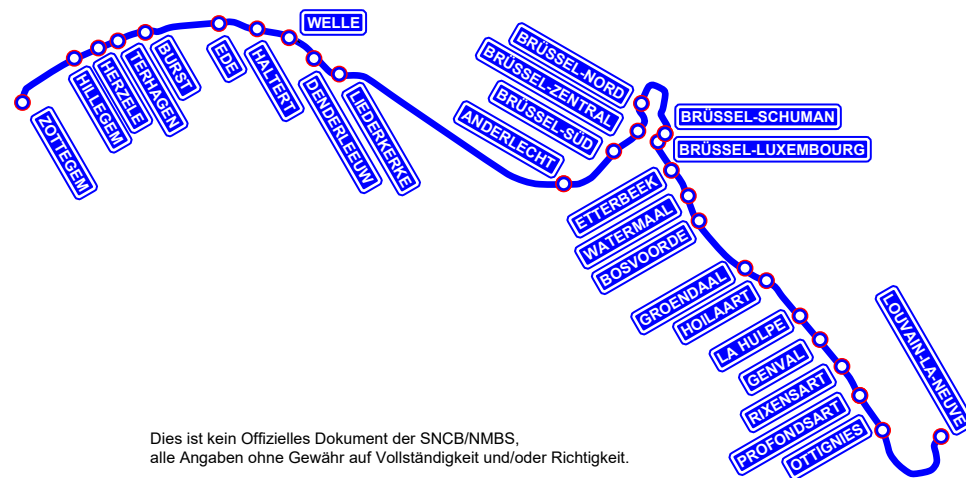 ZOTTEGEM
HILLEGEM
HERZELE
TERHAGEN
BURST
EDE
HALTERT
WELLE
DENDERLEEUW
LIEDERKERKE
ANDERLECHT
BRÜSSEL-SÜD
BRÜSSEL-ZENTRAL
BRÜSSEL-NORD
BRÜSSEL-SCHUMAN
BRÜSSEL-LUXEMBOURG
ETTERBEEK
WATERMAAL
BOSVOORDE
GROENDAAL
HOILAART
LA HULPE
GENVAL
RIXENSART
PROFONDSART
OTTIGNIES
LOUVAIN-LA-NEUVE
Dies ist kein Offizielles Dokument der SNCB/NMBS,
alle Angaben ohne Gewähr auf Vollständigkeit und/oder Richtigkeit.